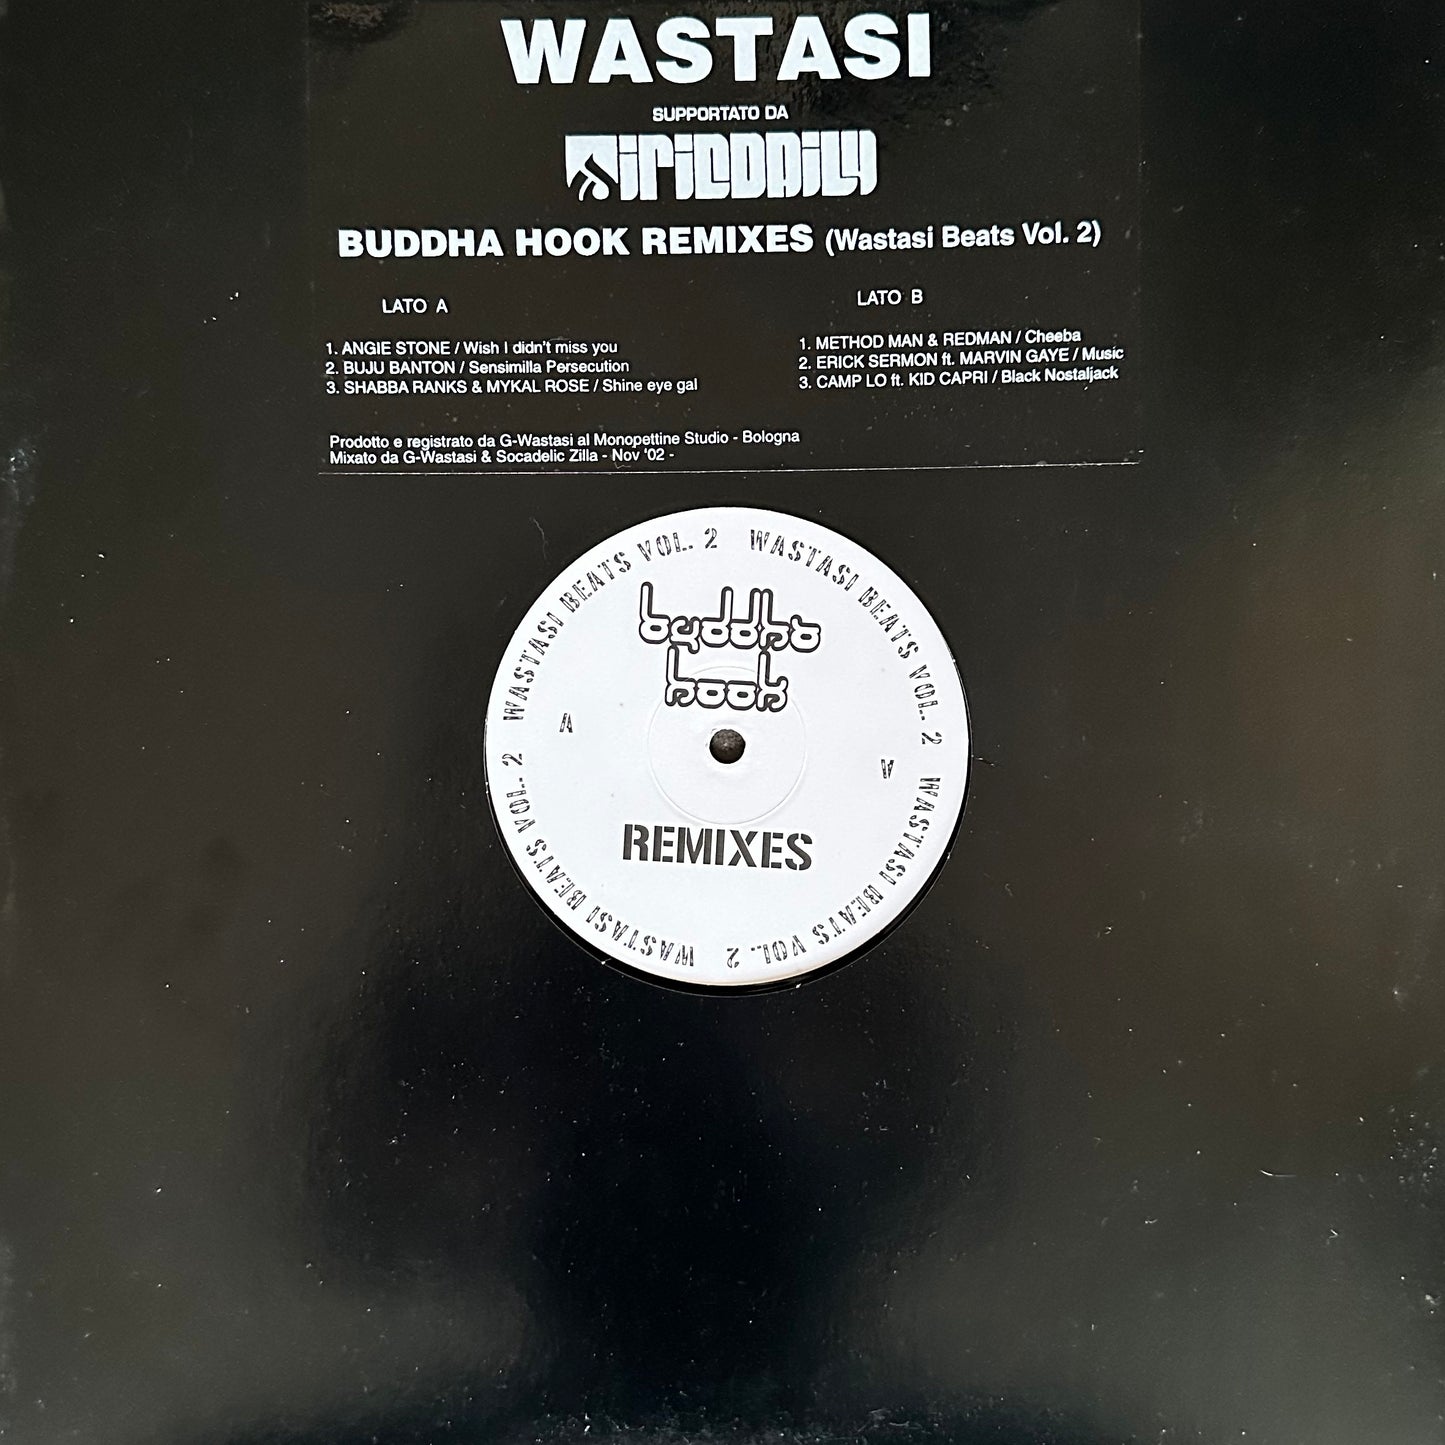 WASTASI
SUPPORTATO DA
BUDDHA HOOK REMIXES (Wastasi Beats Vol. 2)
LATO A
1. ANGIE STONE / Wish I didn't miss you
2. BUJU BANTON / Sensimilla Persecution
3. SHABBA RANKS & MYKAL ROSE / Shine eye gal
LATO B
1. METHOD MAN & REDMAN / Cheeba
2. ERICK SERMON ft. MARVIN GAYE / Music
3. CAMP LO ft. KID CAPRI / Black Nostaljack
Prodotto e registrato da G-Wastasi al Monopettine Studio - Bologna
Mixato da G-Wastasi & Socadelic Zilla - Nov '02 -
WASTASI BEATS VOL. 2 WASTASI BEATS VOL. 2 WASTASI BEATS VOL. 2 WASTASI BEATS VOL. 2
buddha
hook
A
A
REMIXES